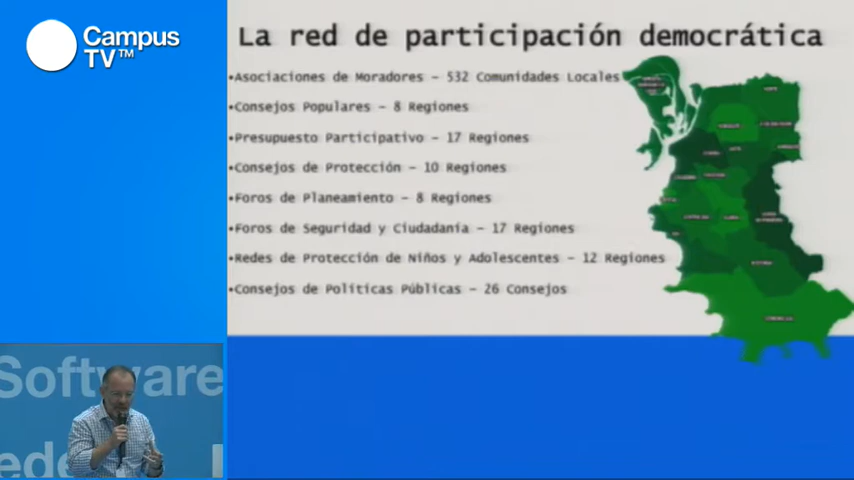 Campus
TV™
La red de participación democrática
•Asociaciones de Moradores – 532 Comunidades Locales
•Consejos Populares – 8 Regiones
•Presupuesto Participativo – 17 Regiones
•Consejos de Protección – 10 Regiones
•Foros de Planeamiento – 8 Regiones
•Foros de Seguridad y Ciudadania – 17 Regiones
•Redes de Protección de Niños y Adolescentes – 12 Regiones
•Consejos de Políticas Públicas – 26 Consejos
Software